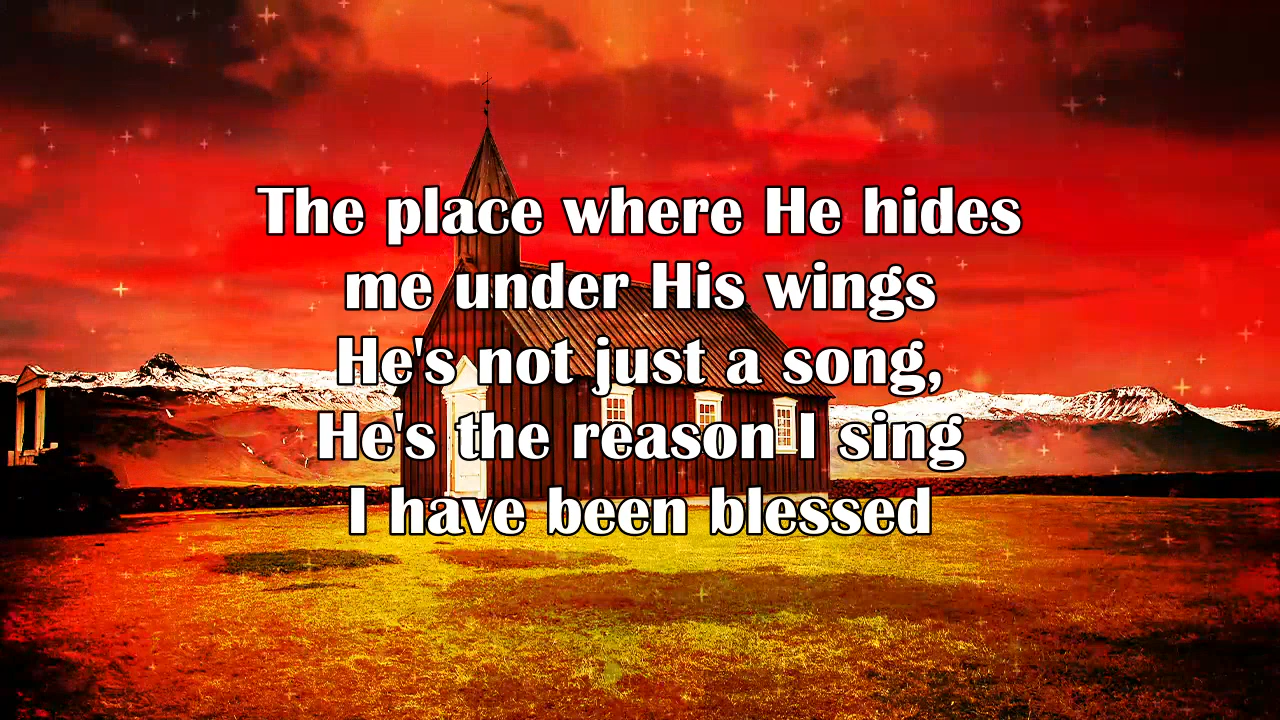 The place where He hides
me under His wings
He's not just a song,
He's the reason I sing
I have been blessed